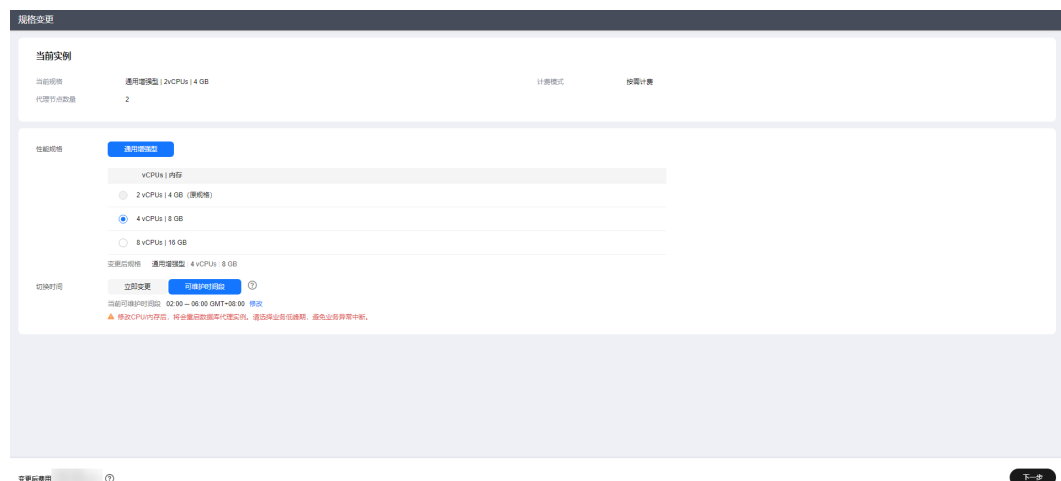 规格变更
当前实例
当前规格 通用增强型 | 2vCPUs | 4 GB 计费模式 按需计费
代理节点数量 2
性能规格 通用增强型
vCPUs | 内存
2 vCPUs | 4 GB（原规格）
4 vCPUs | 8 GB
8 vCPUs | 16 GB
变更后规格 通用增强型 | 4 vCPUs | 8 GB
切换时间 立即变更 可维护时间段
当前可维护时间段 02:00 – 06:00 GMT+08:00 修改
修改CPU/内存后，将会重启数据库代理实例。请选择业务低峰期，避免业务异常中断。
变更后费用 下一步